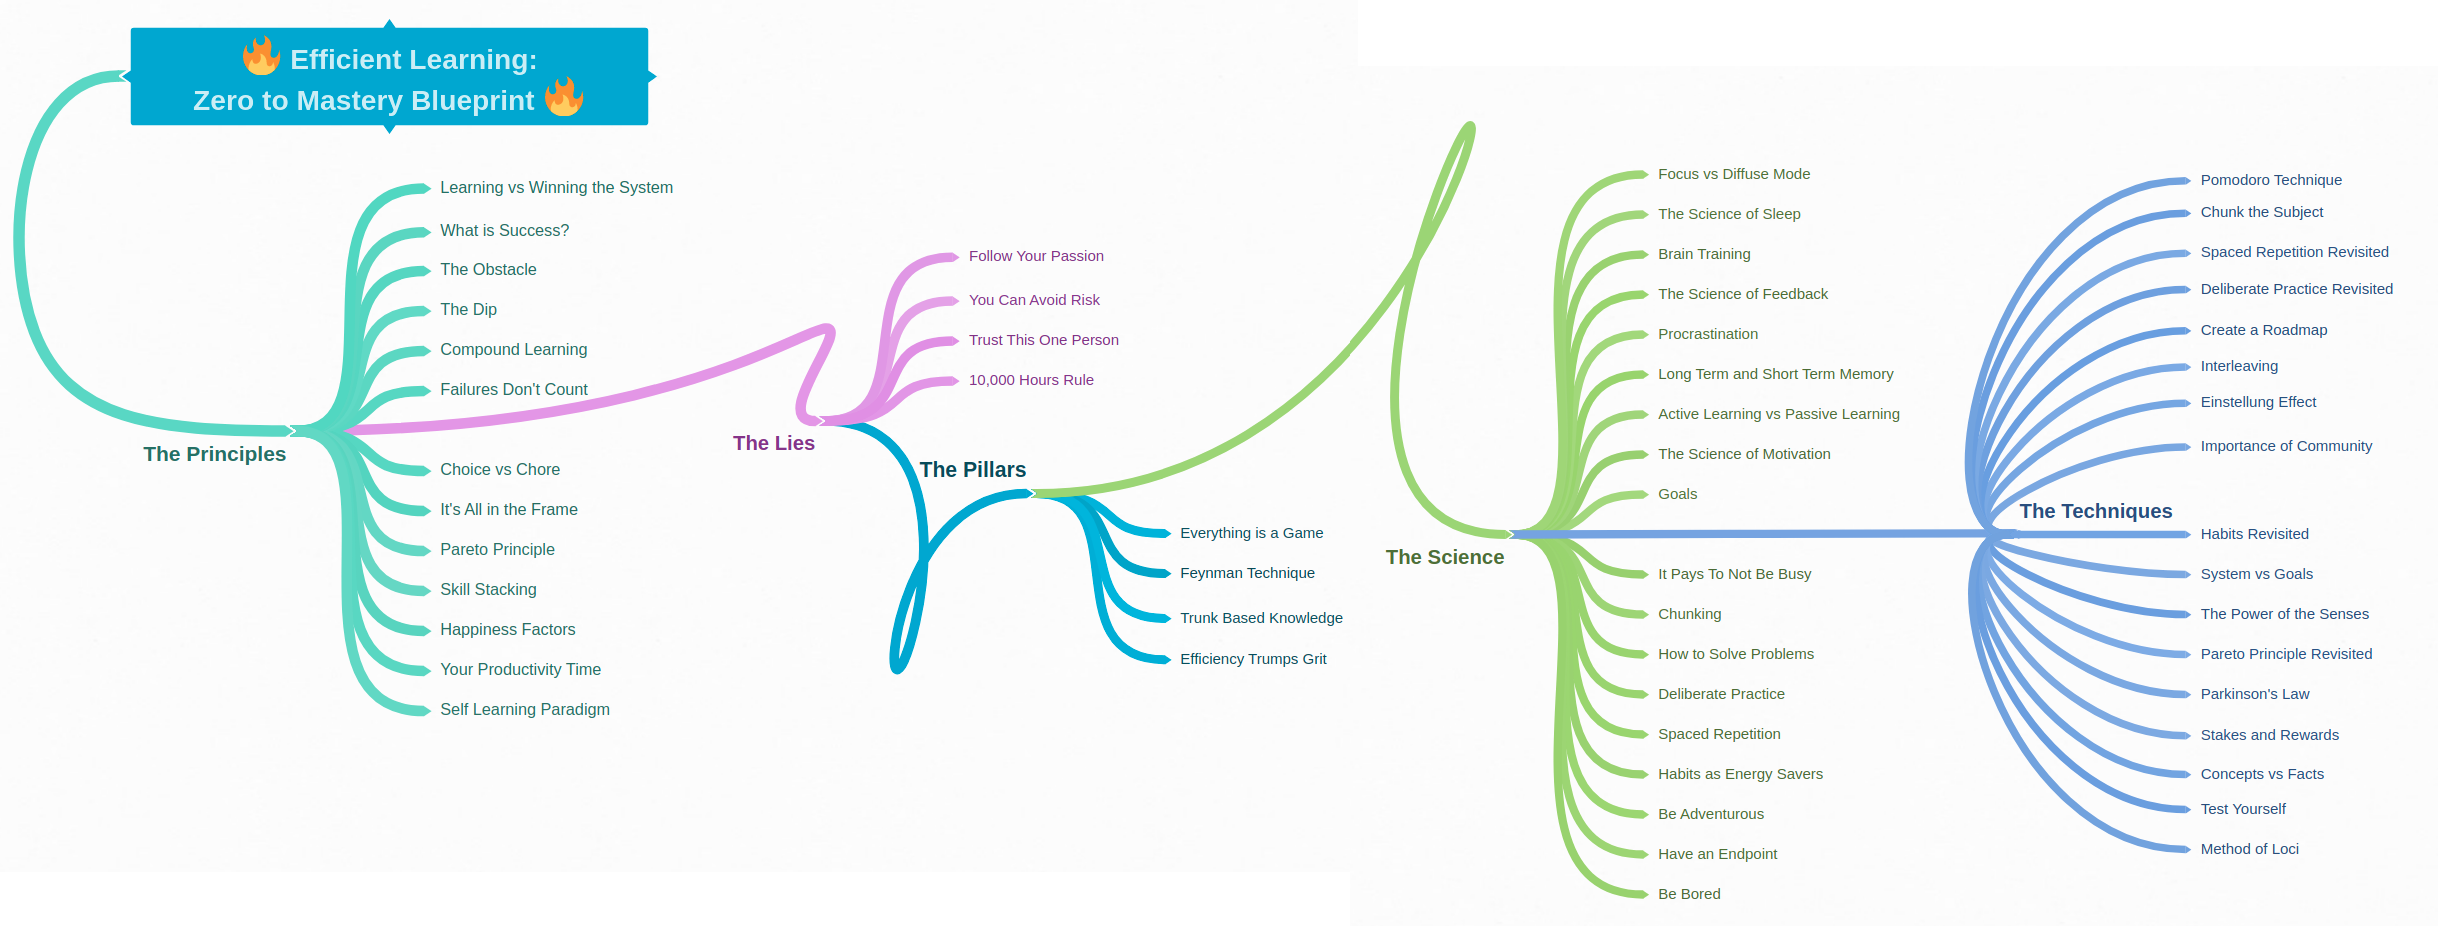 Efficient Learning:
Zero to Mastery Blueprint
The Principles
Learning vs Winning the System
What is Success?
The Obstacle
The Dip
Compound Learning
Failures Don't Count
Choice vs Chore
It's All in the Frame
Pareto Principle
Skill Stacking
Happiness Factors
Your Productivity Time
Self Learning Paradigm
The Lies
Follow Your Passion
You Can Avoid Risk
Trust This One Person
10,000 Hours Rule
The Pillars
Everything is a Game
Feynman Technique
Trunk Based Knowledge
Efficiency Trumps Grit
The Science
Focus vs Diffuse Mode
The Science of Sleep
Brain Training
The Science of Feedback
Procrastination
Long Term and Short Term Memory
Active Learning vs Passive Learning
The Science of Motivation
Goals
It Pays To Not Be Busy
Chunking
How to Solve Problems
Deliberate Practice
Spaced Repetition
Habits as Energy Savers
Be Adventurous
Have an Endpoint
Be Bored
The Techniques
Pomodoro Technique
Chunk the Subject
Spaced Repetition Revisited
Deliberate Practice Revisited
Create a Roadmap
Interleaving
Einstellung Effect
Importance of Community
Habits Revisited
System vs Goals
The Power of the Senses
Pareto Principle Revisited
Parkinson's Law
Stakes and Rewards
Concepts vs Facts
Test Yourself
Method of Loci